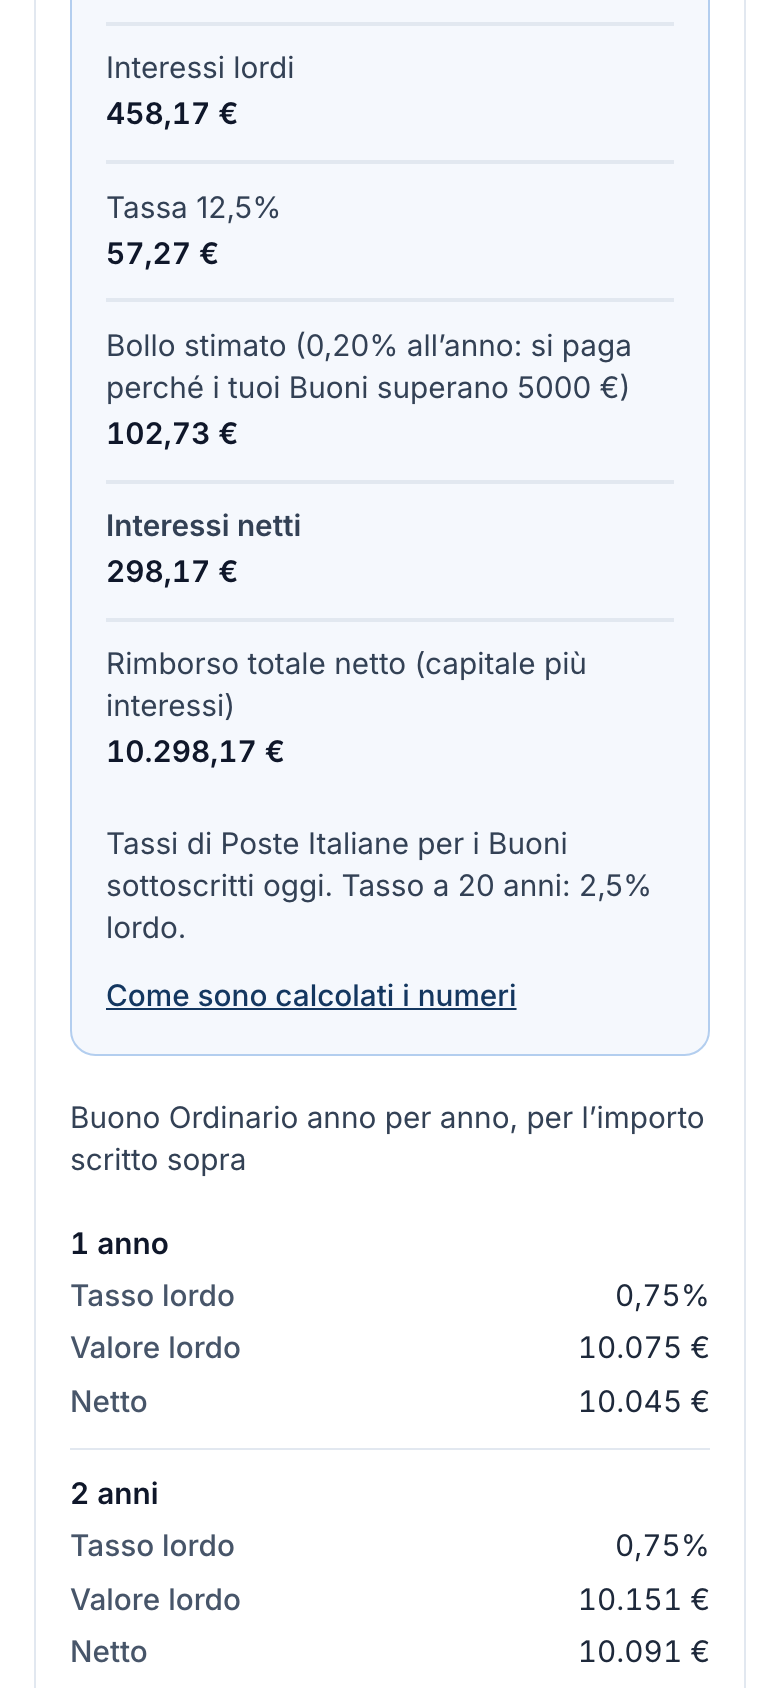 Interessi lordi
458,17 €
Tassa 12,5%
57,27 €
Bollo stimato (0,20% all’anno: si paga
perché i tuoi Buoni superano 5000 €)
102,73 €
Interessi netti
298,17 €
Rimborso totale netto (capitale più
interessi)
10.298,17 €
Tassi di Poste Italiane per i Buoni
sottoscritti oggi. Tasso a 20 anni: 2,5%
lordo.
Come sono calcolati i numeri
Buono Ordinario anno per anno, per l’importo
scritto sopra
1 anno
Tasso lordo 0,75%
Valore lordo 10.075 €
Netto 10.045 €
2 anni
Tasso lordo 0,75%
Valore lordo 10.151 €
Netto 10.091 €